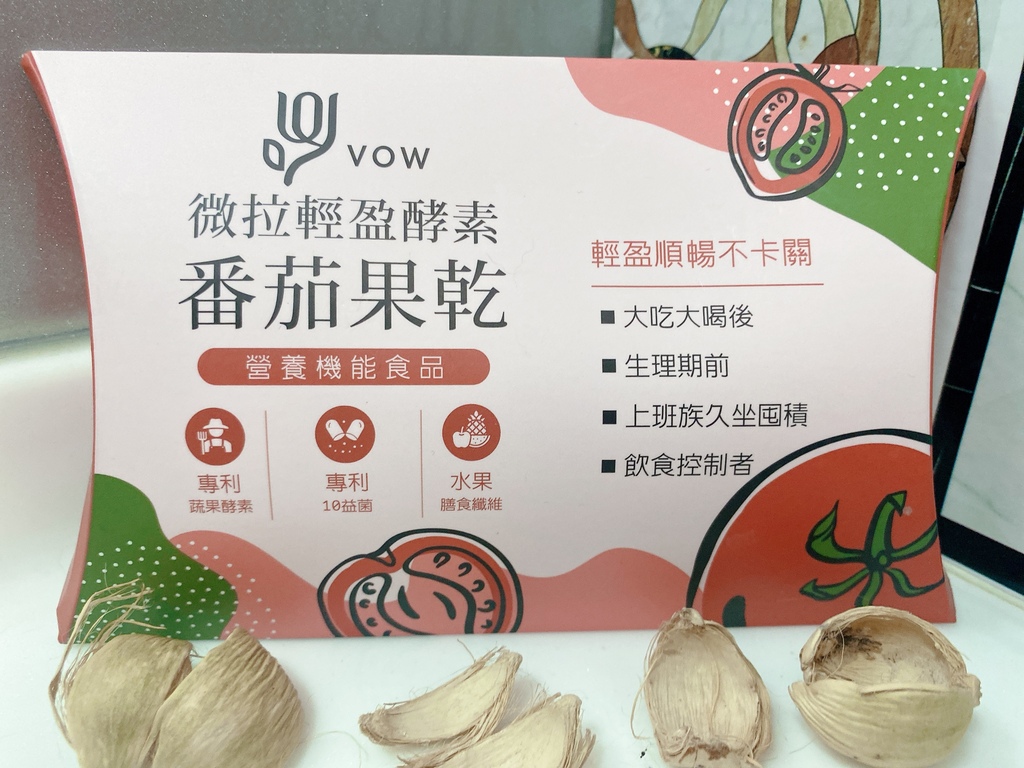 VOW
微拉輕盈酵素
番茄果乾
營養機能食品
專利
蔬果酵素
專利
10益菌
水果
膳食纖維
輕盈順暢不卡關
■ 大吃大喝後
■ 生理期前
■ 上班族久坐囤積
■ 飲食控制者